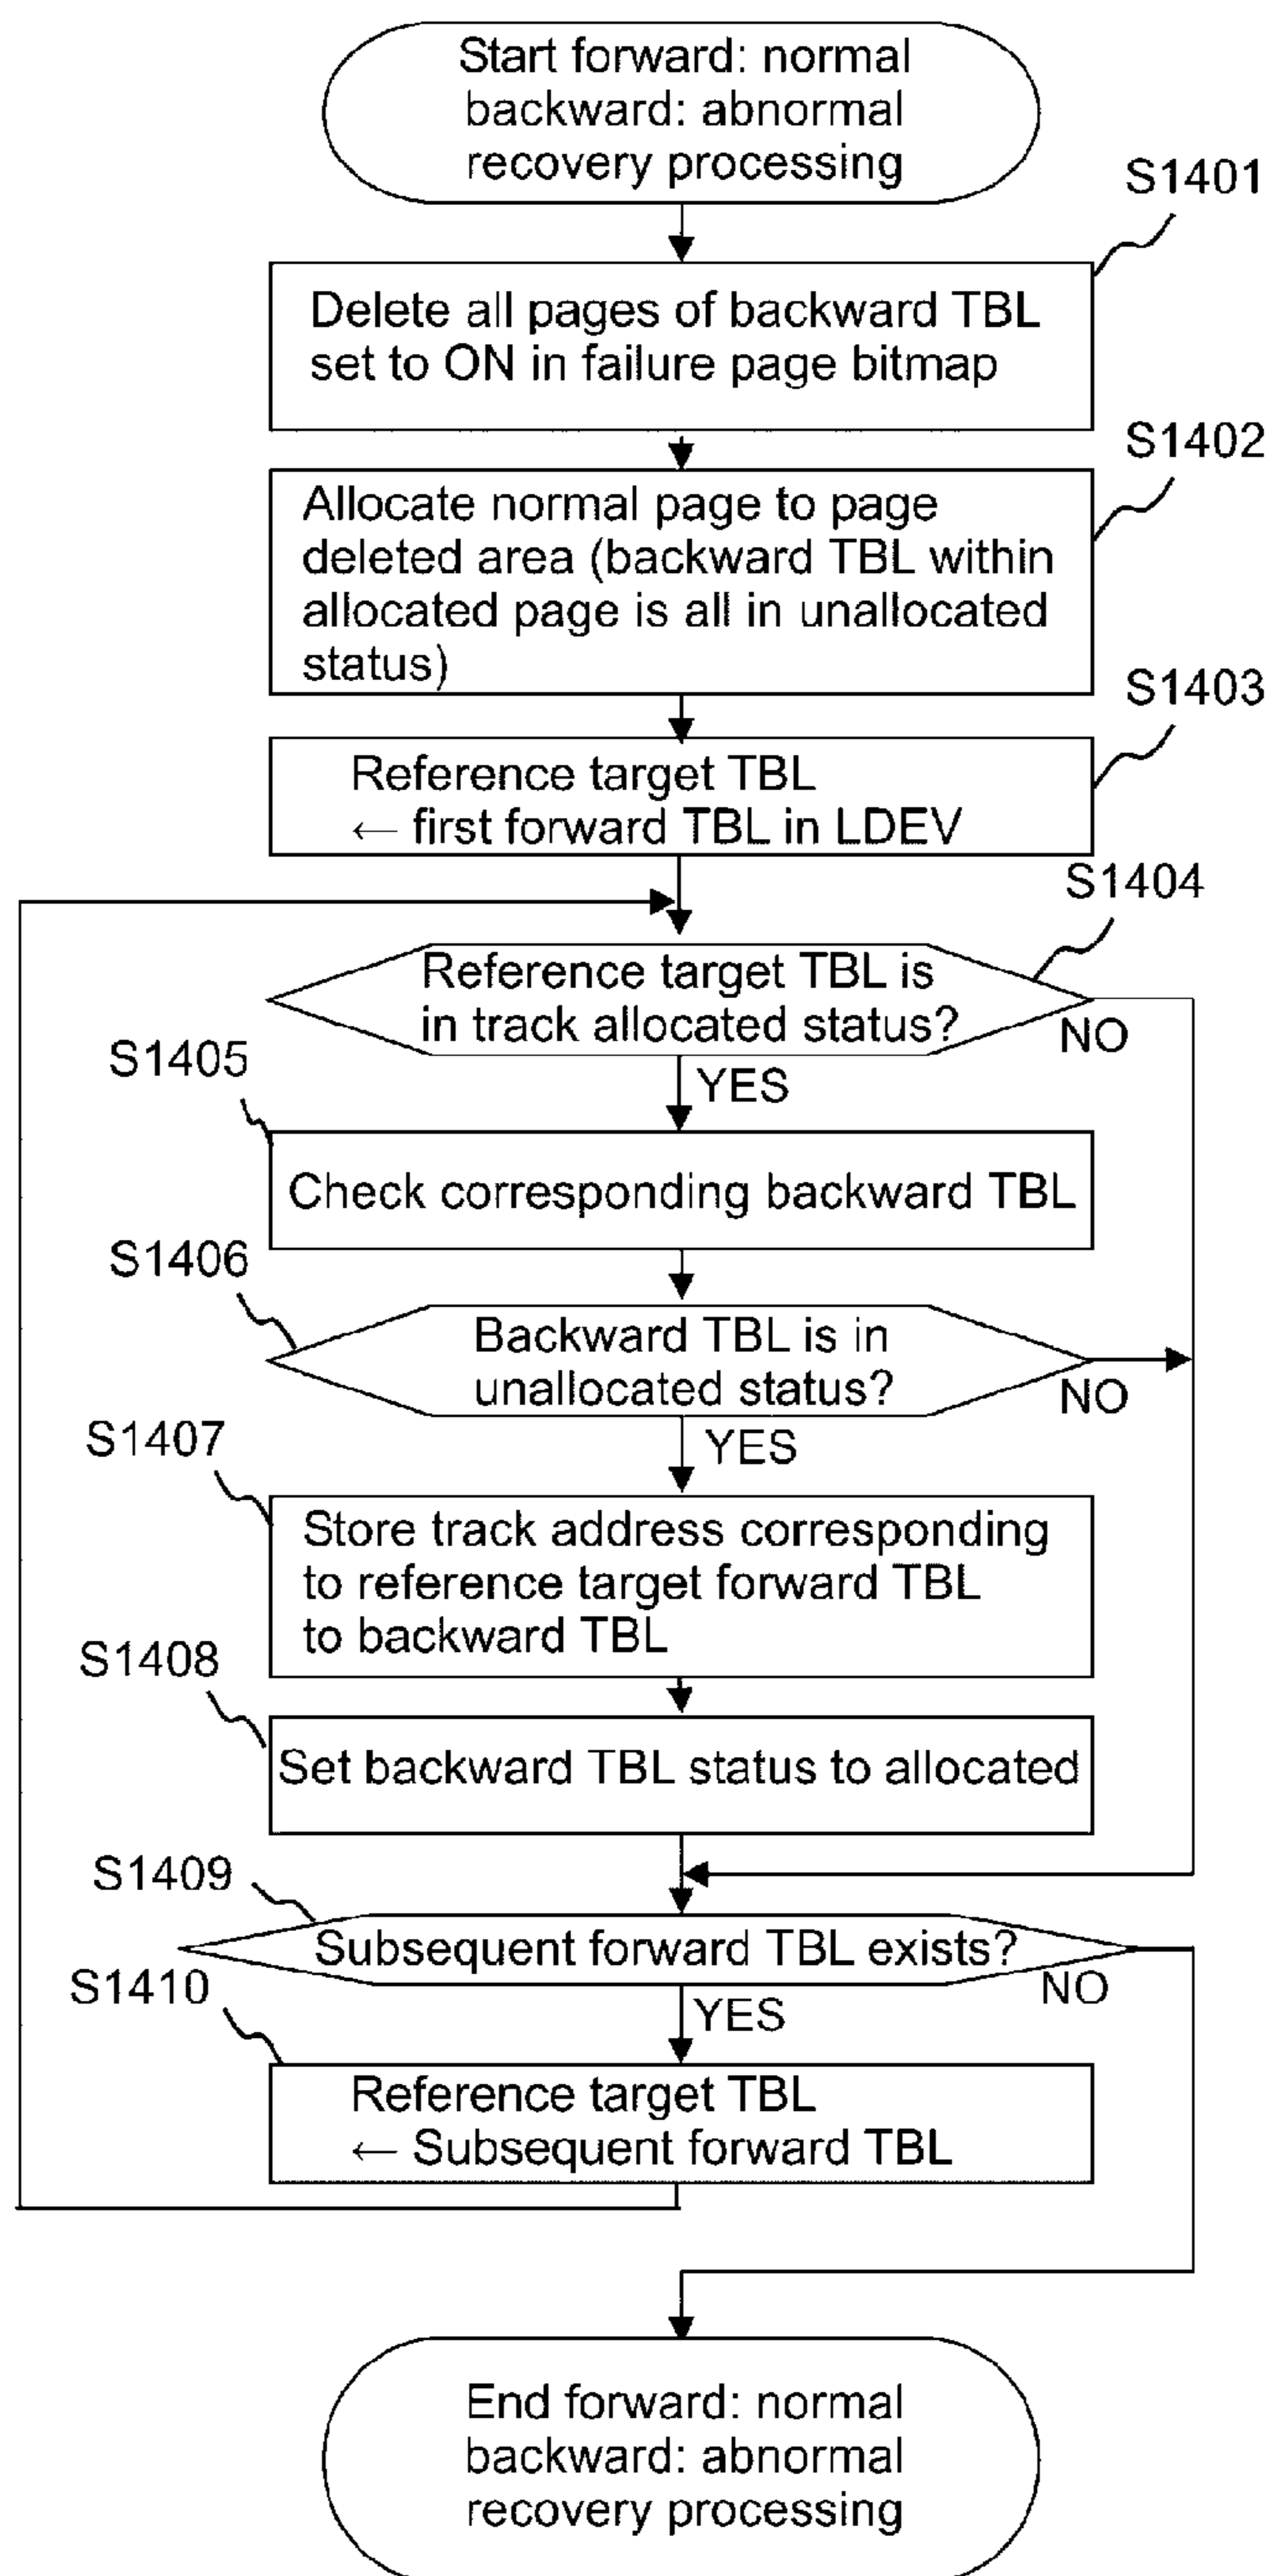 Start forward: normal
backward: abnormal
recovery processing
S1401
Delete all pages of backward TBL
set to ON in failure page bitmap
S1402
Allocate normal page to page
deleted area (backward TBL within
allocated page is all in unallocated
status)
S1403
Reference target TBL
← first forward TBL in LDEV
S1404
Reference target TBL is
in track allocated status?
NO
YES
S1405
Check corresponding backward TBL
S1406
Backward TBL is in
unallocated status?
NO
YES
S1407
Store track address corresponding
to reference target forward TBL
to backward TBL
S1408
Set backward TBL status to allocated
S1409
Subsequent forward TBL exists?
NO
YES
S1410
Reference target TBL
← Subsequent forward TBL
End forward: normal
backward: abnormal
recovery processing